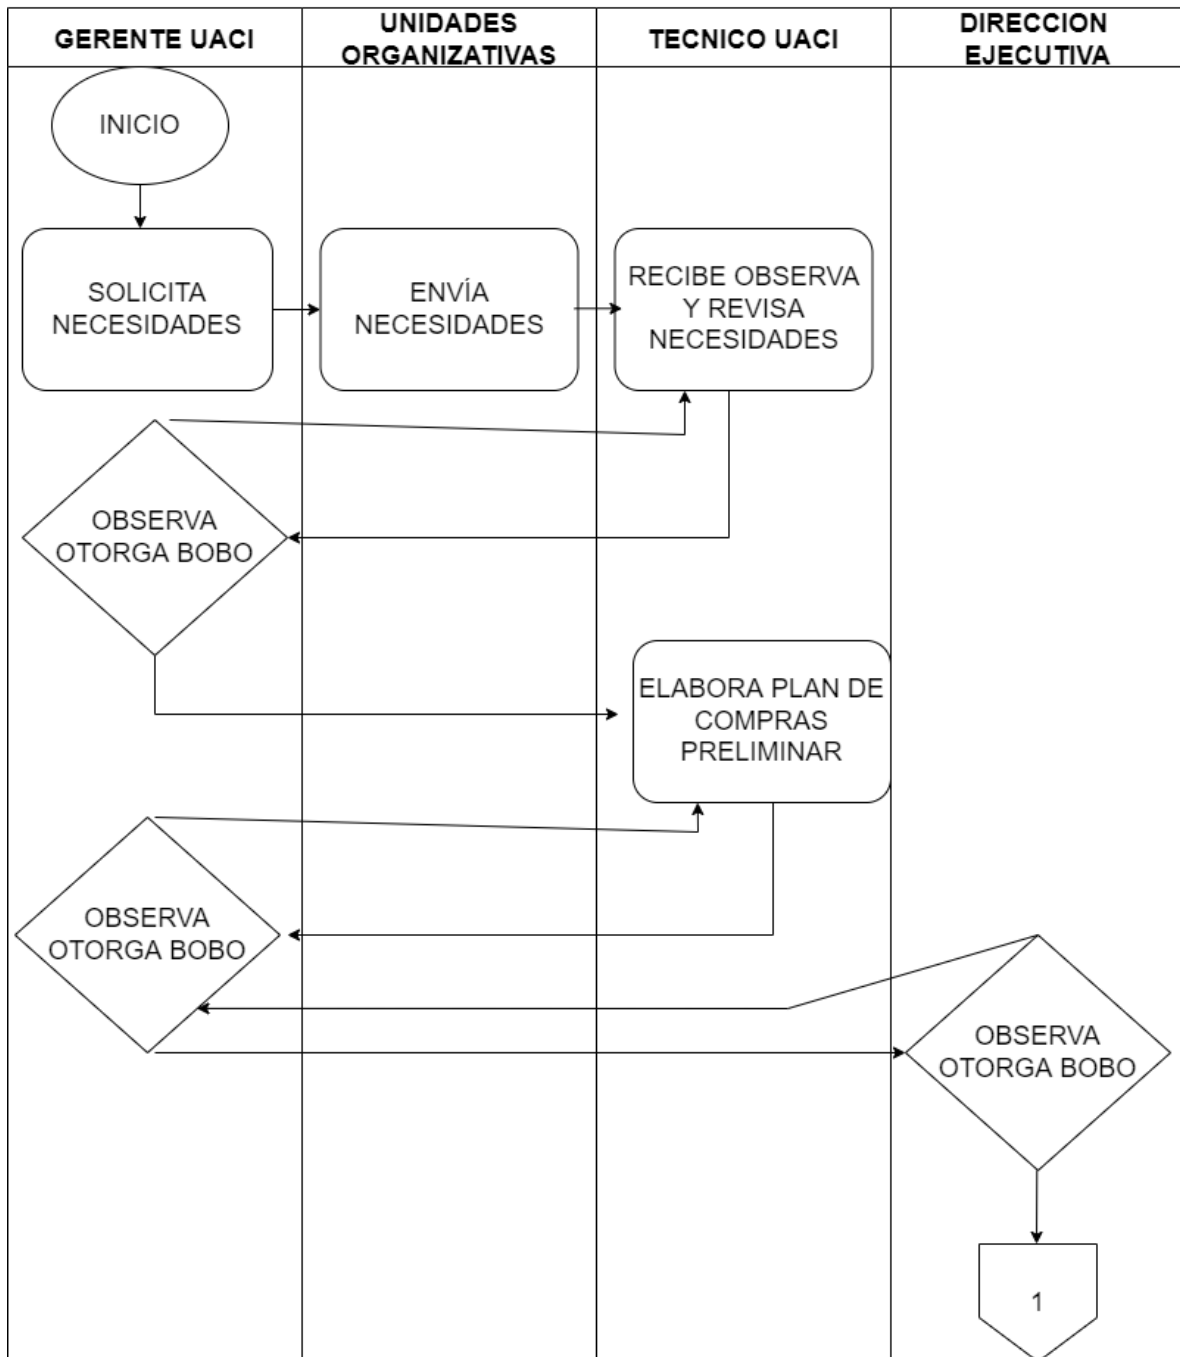 GERENTE UACI
UNIDADES
ORGANIZATIVAS
TECNICO UACI
DIRECCION
EJECUTIVA
INICIO
SOLICITA
NECESIDADES
ENVÍA
NECESIDADES
RECIBE OBSERVA
Y REVISA
NECESIDADES
OBSERVA
OTORGA BOBO
ELABORA PLAN DE
COMPRAS
PRELIMINAR
OBSERVA
OTORGA BOBO
OBSERVA
OTORGA BOBO
1